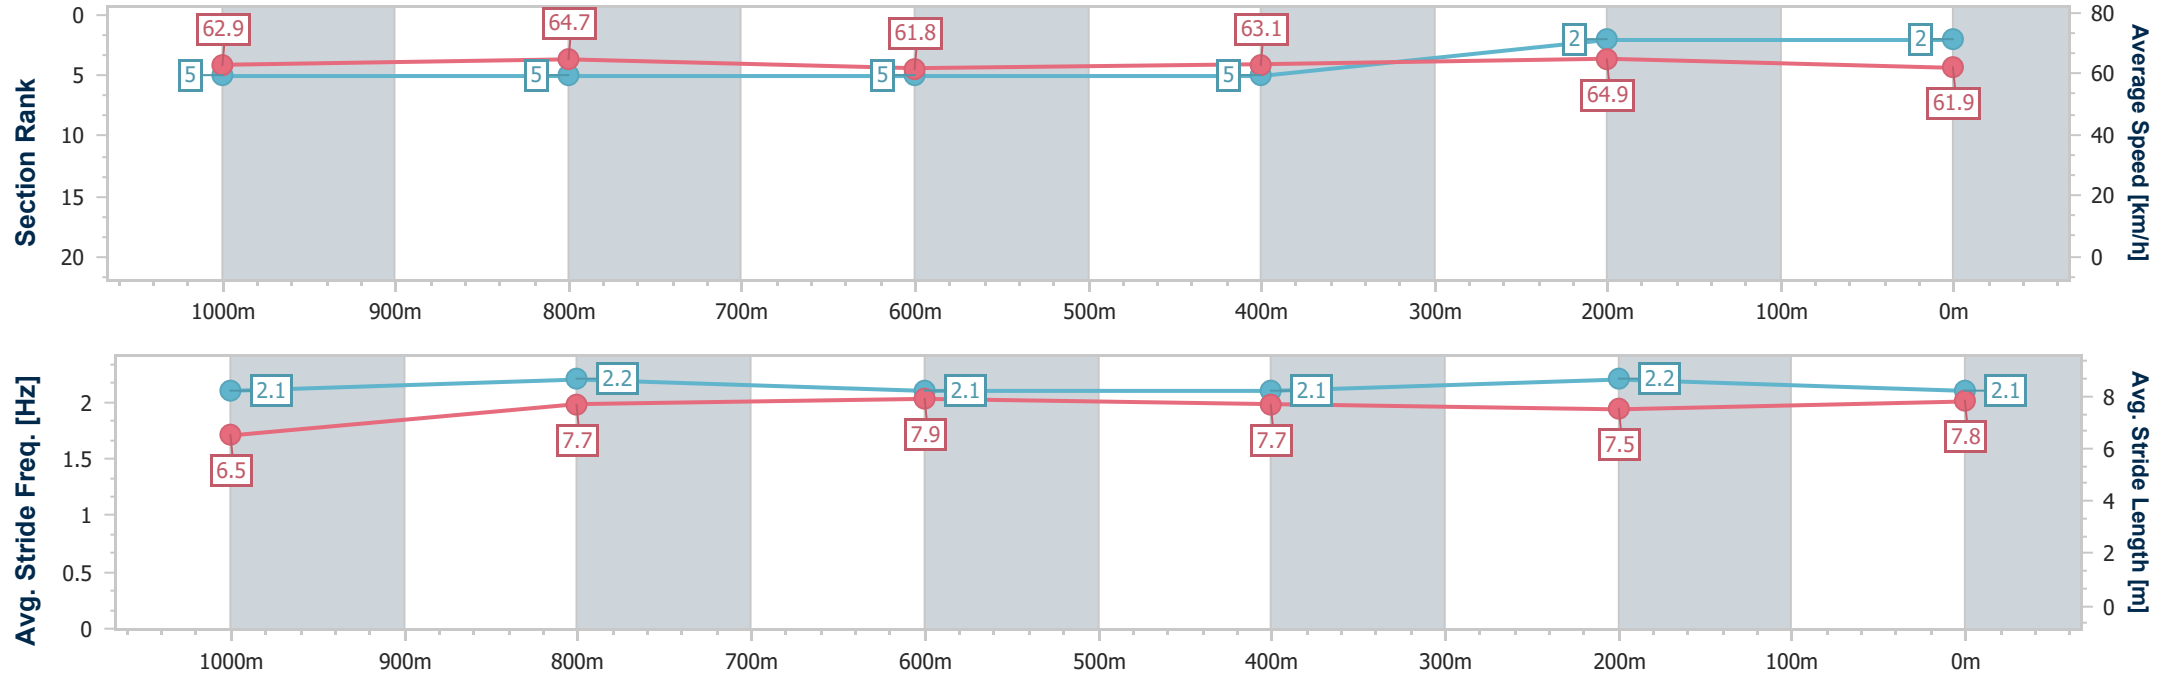 Section Rank
0
5
10
15
20
62.9
64.7
61.8
63.1
64.9
61.9
5
5
5
5
2
2
80
60
40
20
0
Average Speed [km/h]
1000m
900m
800m
700m
600m
500m
400m
300m
200m
100m
0m
Avg. Stride Freq. [Hz]
2
1.5
1
0.5
0
2.1
2.2
2.1
2.1
2.2
2.1
6.5
7.7
7.9
7.7
7.5
7.8
8
6
4
2
0
Avg. Stride Length [m]
1000m
900m
800m
700m
600m
500m
400m
300m
200m
100m
0m